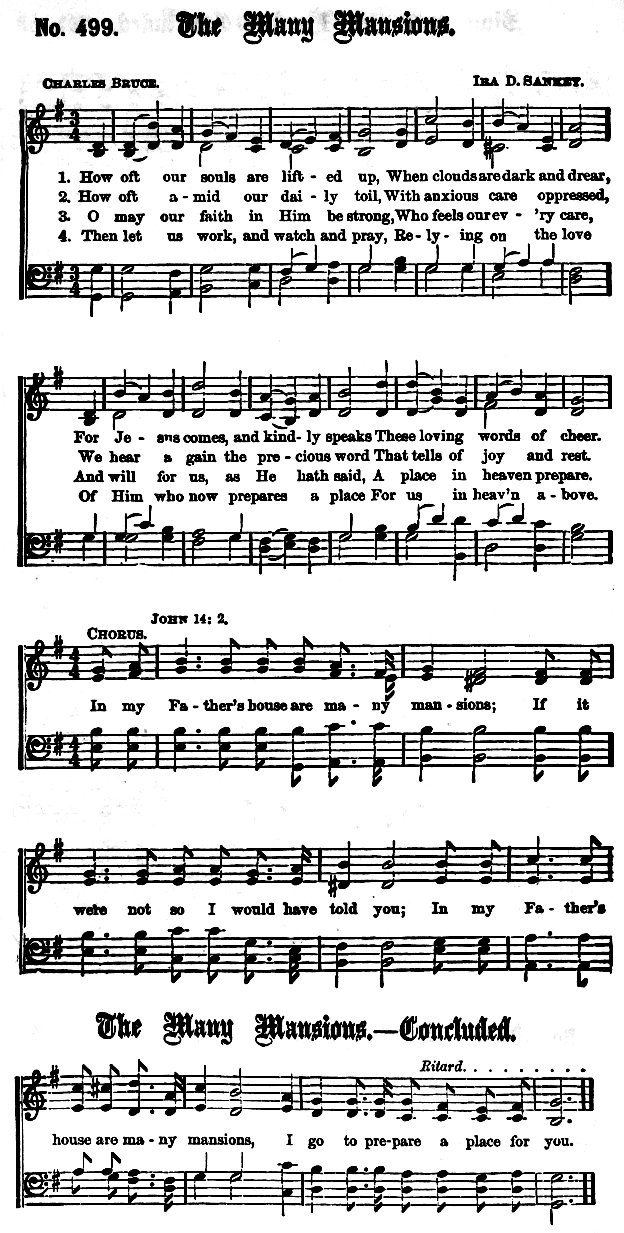 No. 499. The Many Mansions.
CHARLES BRUCE. IRA D. SANKEY.
3/4
1. How oft our souls are lift - ed up, When clouds are dark and drear,
2. How oft a - mid our dai - ly toil, With anxious care oppressed,
3. O may our faith in Him be strong, Who feels our ev - 'ry care,
4. Then let us work, and watch and pray, Re - ly - ing on the love
3/4
For Je - sus comes, and kind - ly speaks These loving words of cheer.
We hear a gain the pre - cious word That tells of joy and rest.
And will for us, as He hath said, A place in heaven prepare.
Of Him who now prepares a place For us in heav'n a - bove.
JOHN 14: 2.
CHORUS.
4/4
In my Fa - ther's house are ma - ny man - sions; If it
4/4
were not so I would have told you; In my Fa - ther's
The Many Mansions.—Concluded.
Ritard. . . . . . . . . . .
house are ma - ny mansions, I go to pre-pare a place for you.